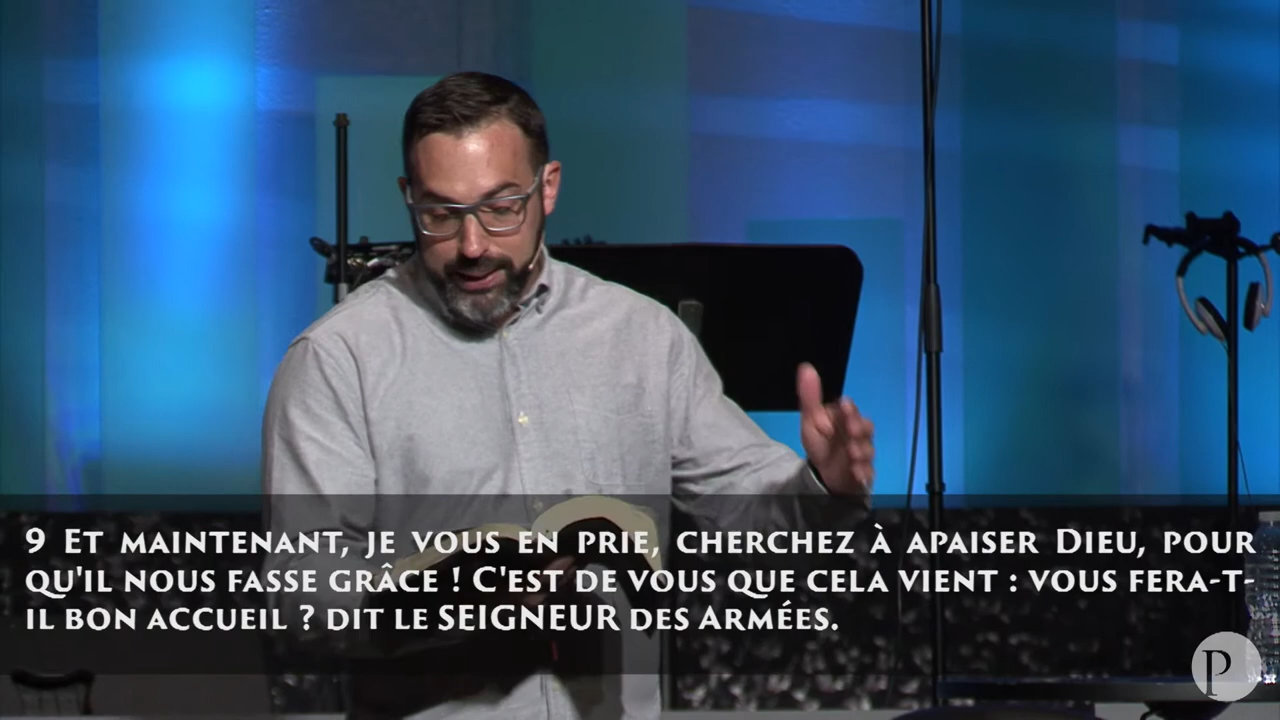 9 Et maintenant, je vous en prie, cherchez à apaiser Dieu, pour
qu'il nous fasse grâce ! C'est de vous que cela vient : vous fera-t-
il bon accueil ? dit le SEIGNEUR des armées.
P